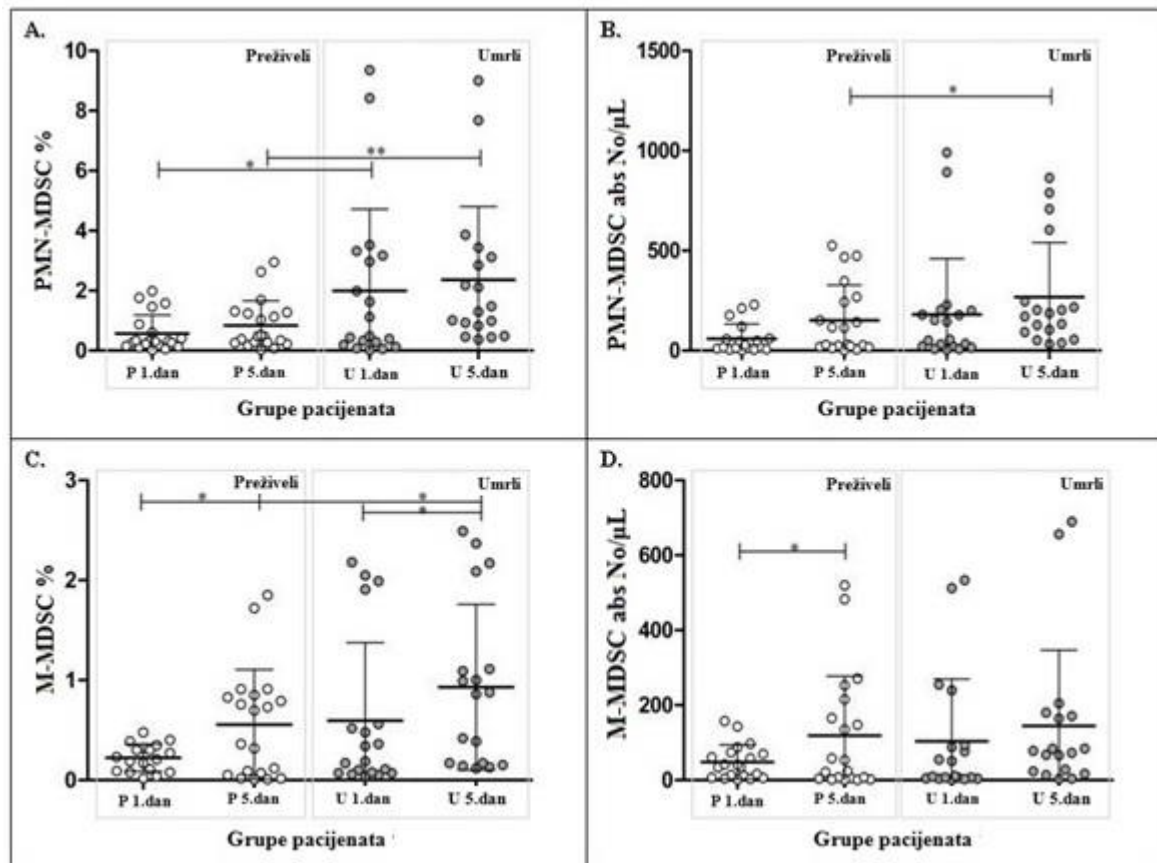 A.
Preživeli
Umrli
PMN-MDSC %
10
8
6
4
2
0
*
**
P 1.dan
P 5.dan
U 1.dan
U 5.dan
Grupe pacijenata
B.
Preživeli
Umrli
PMN-MDSC abs No/µL
1500
1000
500
0
*
P 1.dan
P 5.dan
U 1.dan
U 5.dan
Grupe pacijenata
C.
Preživeli
Umrli
M-MDSC %
3
2
1
0
*
*
*
P 1.dan
P 5.dan
U 1.dan
U 5.dan
Grupe pacijenata
D.
Preživeli
Umrli
M-MDSC abs No/µL
800
600
400
200
0
*
P 1.dan
P 5.dan
U 1.dan
U 5.dan
Grupe pacijenata